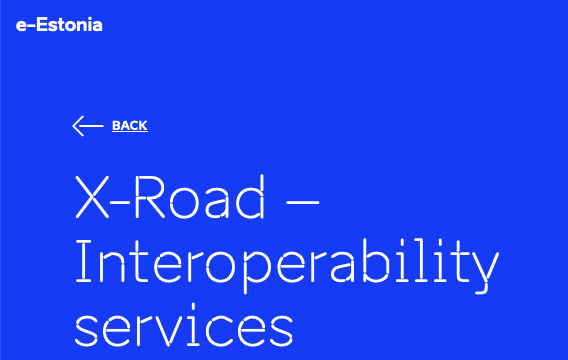 e-Estonia
BACK
X-Road –
Interoperability
services